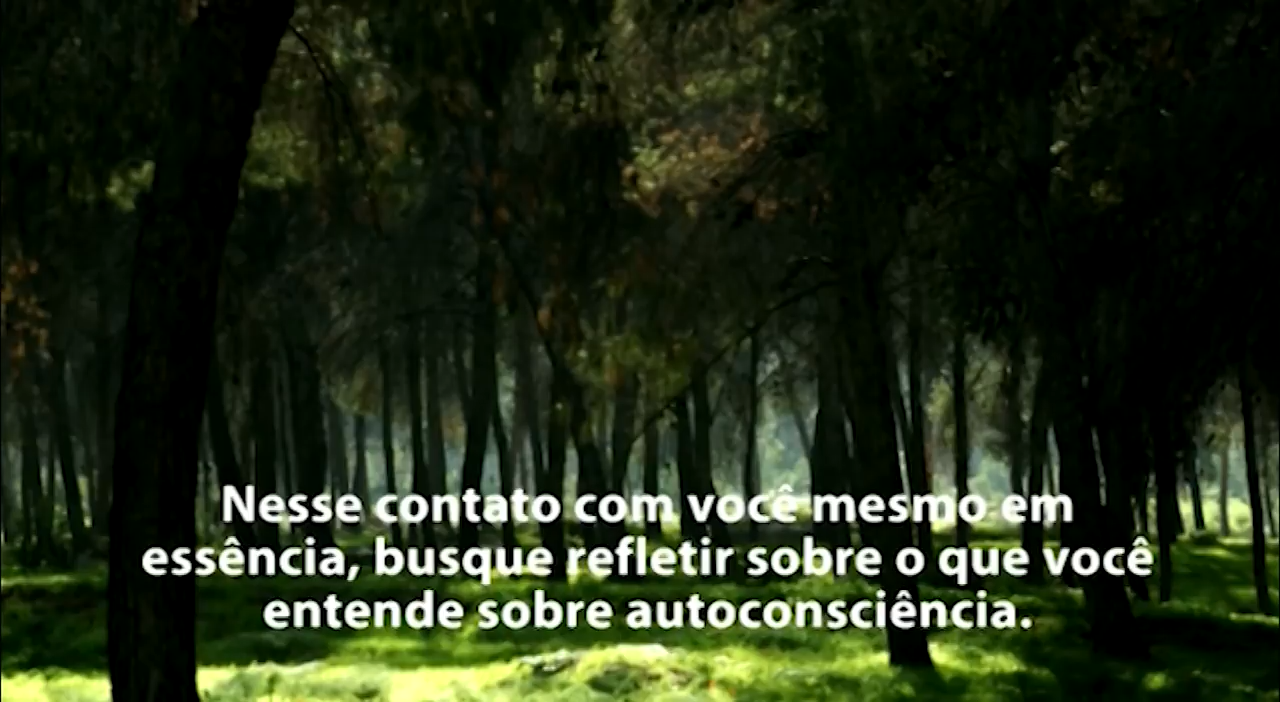 Nesse contato com você mesmo em
essência, busque refletir sobre o que você
entende sobre autoconsciência.